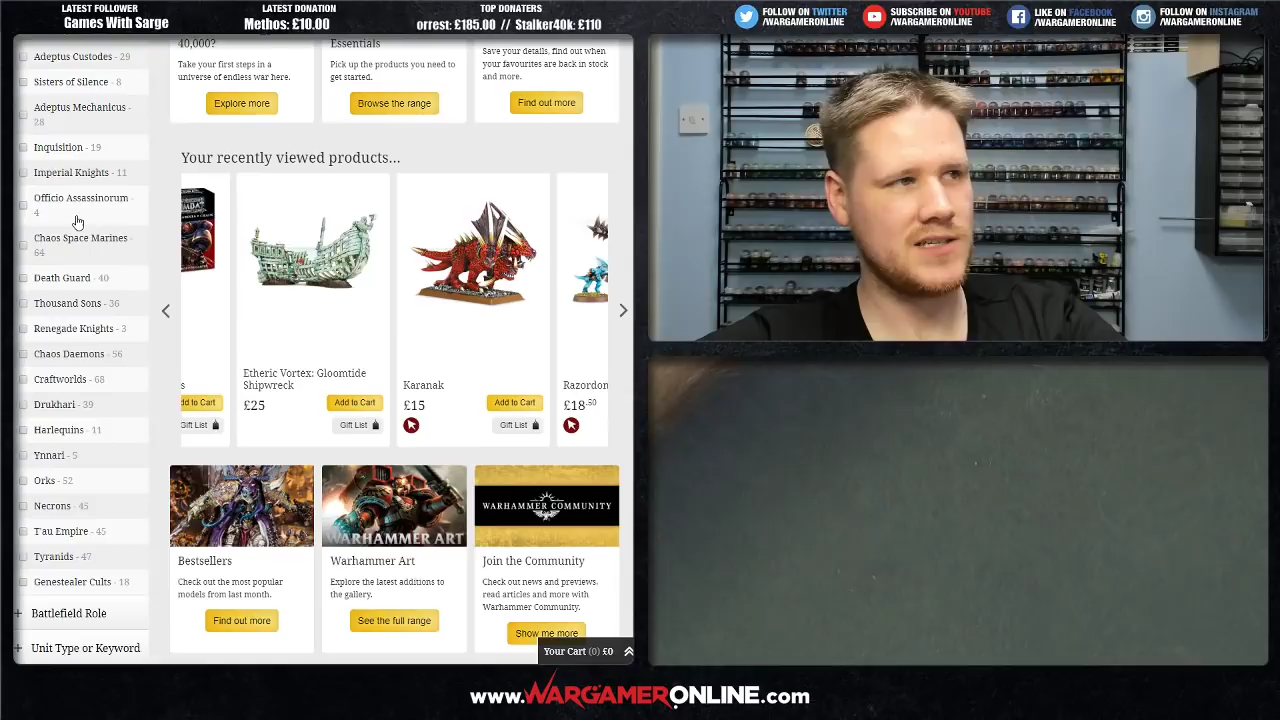 LATEST FOLLOWER
Games With Sarge
LATEST DONATION
Methos: £10.00
TOP DONATERS
orrest: £185.00 // Stalker40k: £110
FOLLOW ON TWITTER
/WARGAMERONLINE
SUBSCRIBE ON YOUTUBE
/WARGAMERONLINE
LIKE ON FACEBOOK
/WARGAMERONLINE
FOLLOW ON INSTAGRAM
/WARGAMERONLINE
Custodes - 29
Sisters of Silence - 8
Adeptus Mechanicus -
28
Inquisition - 19
Imperial Knights - 11
Officio Assassinorum -
4
Chaos Space Marines -
64
Death Guard - 40
Thousand Sons - 36
Renegade Knights - 3
Chaos Daemons - 56
Craftworlds - 68
Drukhari - 39
Harlequins - 11
Ynnari - 5
Orks - 52
Necrons - 45
T'au Empire - 45
Tyranids - 47
Genestealer Cults - 18
Battlefield Role
Unit Type or Keyword
40,000?
Take your first steps in a
universe of endless war here.
Explore more
Essentials
Pick up the products you need to
get started.
Browse the range
Save your details, find out when
your favourites are back in stock
and more.
Find out more
Your recently viewed products...
s
dd to Cart
Gift List
Etheric Vortex: Gloomtide
Shipwreck
£25
Add to Cart
Gift List
Karanak
£15
Add to Cart
Gift List
Razordon
£18.50
WARHAMMER ART
WARHAMMER COMMUNITY
Bestsellers
Check out the most popular
models from last month.
Find out more
Warhammer Art
Explore the latest additions to
the gallery.
See the full range
Join the Community
Check out news and previews,
read articles and more with
Warhammer Community.
Show me more
Your Cart (0) £0
www.WARGAMERONLINE.com